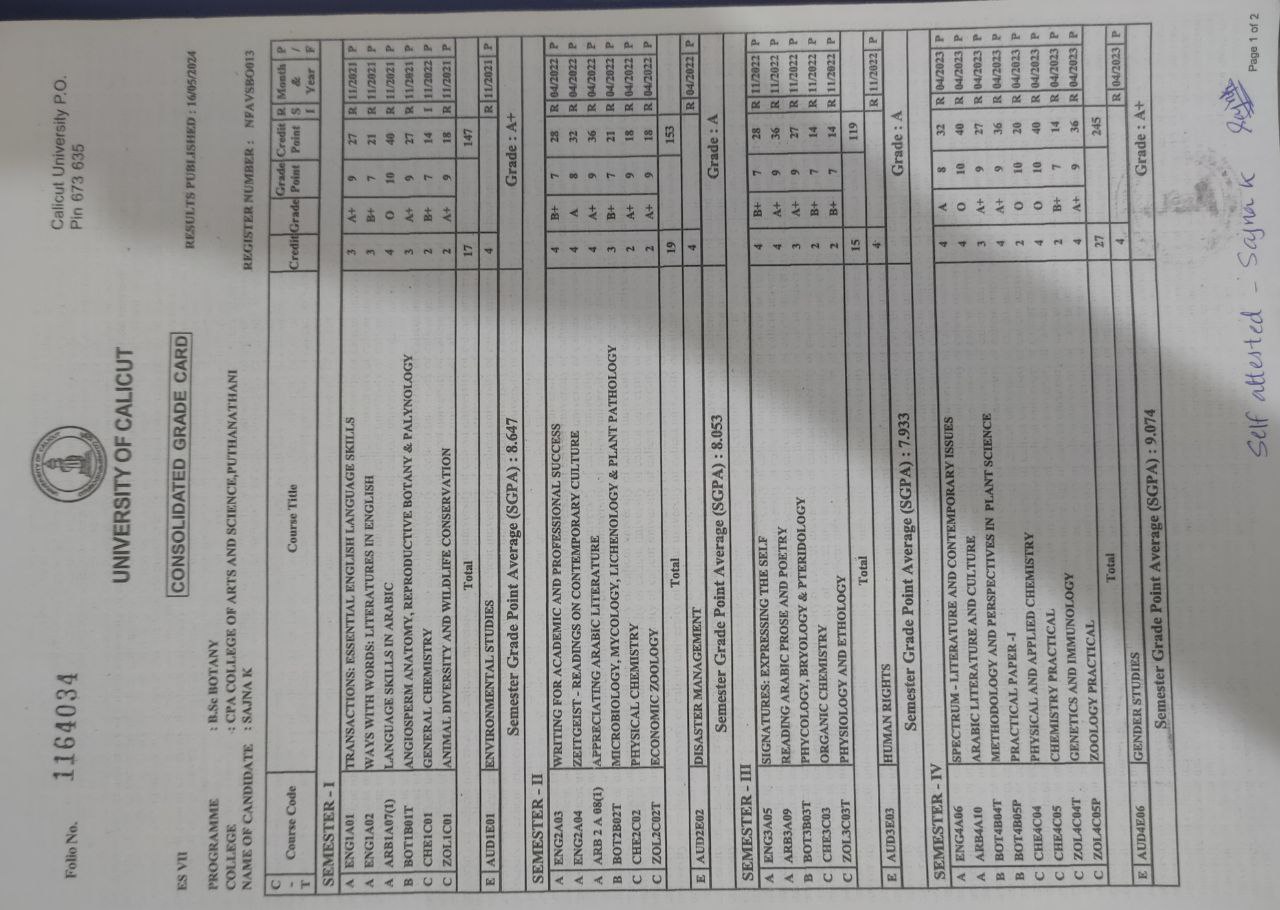 Folio No. 1164034
Calicut University P.O.
Pin 673 635
UNIVERSITY OF CALICUT
ES VII
CONSOLIDATED GRADE CARD
RESULTS PUBLISHED : 16/05/2024
PROGRAMME : B.Sc BOTANY
COLLEGE : CPA COLLEGE OF ARTS AND SCIENCE,PUTHANATHANI
NAME OF CANDIDATE : SAJNA K REGISTER NUMBER : NFAVSBO013
C - T Course Code Course Title Credit Grade Grade Point Credit Point R S I Month & Year P / F
SEMESTER - I
A ENG1A01 TRANSACTIONS: ESSENTIAL ENGLISH LANGUAGE SKILLS 3 A+ 9 27 R 11/2021 P
A ENG1A02 WAYS WITH WORDS: LITERATURES IN ENGLISH 3 B+ 7 21 R 11/2021 P
A ARB1A07(1) LANGUAGE SKILLS IN ARABIC 4 O 10 40 R 11/2021 P
B BOT1B01T ANGIOSPERM ANATOMY, REPRODUCTIVE BOTANY & PALYNOLOGY 3 A+ 9 27 R 11/2021 P
C CHE1C01 GENERAL CHEMISTRY 2 B+ 7 14 I 11/2022 P
C ZOL1C01 ANIMAL DIVERSITY AND WILDLIFE CONSERVATION 2 A+ 9 18 R 11/2021 P
Total 17 147
E AUD1E01 ENVIRONMENTAL STUDIES 4 R 11/2021 P
Semester Grade Point Average (SGPA) : 8.647 Grade : A+
SEMESTER - II
A ENG2A03 WRITING FOR ACADEMIC AND PROFESSIONAL SUCCESS 4 B+ 7 28 R 04/2022 P
A ENG2A04 ZEITGEIST - READINGS ON CONTEMPORARY CULTURE 4 A 8 32 R 04/2022 P
A ARB 2 A 08(1) APPRECIATING ARABIC LITERATURE 4 A+ 9 36 R 04/2022 P
B BOT2B02T MICROBIOLOGY, MYCOLOGY, LICHENOLOGY & PLANT PATHOLOGY 3 B+ 7 21 R 04/2022 P
C CHE2C02 PHYSICAL CHEMISTRY 2 A+ 9 18 R 04/2022 P
C ZOL2C02T ECONOMIC ZOOLOGY 2 A+ 9 18 R 04/2022 P
Total 19 153
E AUD2E02 DISASTER MANAGEMENT 4 R 04/2022 P
Semester Grade Point Average (SGPA) : 8.053 Grade : A
SEMESTER - III
A ENG3A05 SIGNATURES: EXPRESSING THE SELF 4 B+ 7 28 R 11/2022 P
A ARB3A09 READING ARABIC PROSE AND POETRY 4 A+ 9 36 R 11/2022 P
B BOT3B03T PHYCOLOGY, BRYOLOGY & PTERIDOLOGY 3 A+ 9 27 R 11/2022 P
C CHE3C03 ORGANIC CHEMISTRY 2 B+ 7 14 R 11/2022 P
C ZOL3C03T PHYSIOLOGY AND ETHOLOGY 2 B+ 7 14 R 11/2022 P
Total 15 119
E AUD3E03 HUMAN RIGHTS 4 R 11/2022 P
Semester Grade Point Average (SGPA) : 7.933 Grade : A
SEMESTER - IV
A ENG4A06 SPECTRUM - LITERATURE AND CONTEMPORARY ISSUES 4 A 8 32 R 04/2023 P
A ARB4A10 ARABIC LITERATURE AND CULTURE 4 O 10 40 R 04/2023 P
B BOT4B04T METHODOLOGY AND PERSPECTIVES IN PLANT SCIENCE 3 A+ 9 27 R 04/2023 P
B BOT4B05P PRACTICAL PAPER -I 4 A+ 9 36 R 04/2023 P
C CHE4C04 PHYSICAL AND APPLIED CHEMISTRY 2 O 10 20 R 04/2023 P
C CHE4C05 CHEMISTRY PRACTICAL 4 O 10 40 R 04/2023 P
C ZOL4C04T GENETICS AND IMMUNOLOGY 2 B+ 7 14 R 04/2023 P
C ZOL4C05P ZOOLOGY PRACTICAL 4 A+ 9 36 R 04/2023 P
Total 27 245
E AUD4E06 GENDER STUDIES 4 R 04/2023 P
Semester Grade Point Average (SGPA) : 9.074 Grade : A+
Self attested - Sajna K
Page 1 of 2